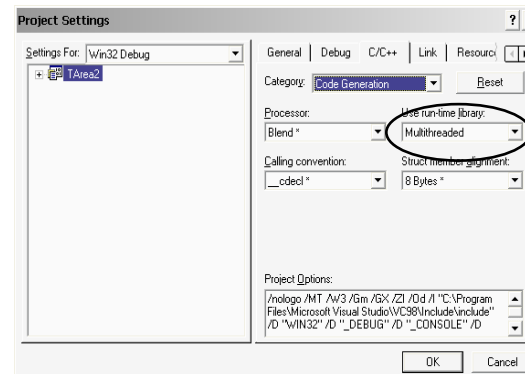 Project Settings
?
Settings For: Win32 Debug
TArea2
General Debug C/C++ Link
Category: Code Generation
Reset
Processor:
Use run-time library:
Blend *
Multithreaded
Calling convention:
Struct member alignment:
__cdecl *
8 Bytes *
Project Options:
/nologo /MT /W3 /Gm /GX /ZI /Od /I "C:\Program
Files\Microsoft Visual Studio\VC98\Include\include"
/D "WIN32" /D "_DEBUG" /D "_CONSOLE" /D
OK
Cancel